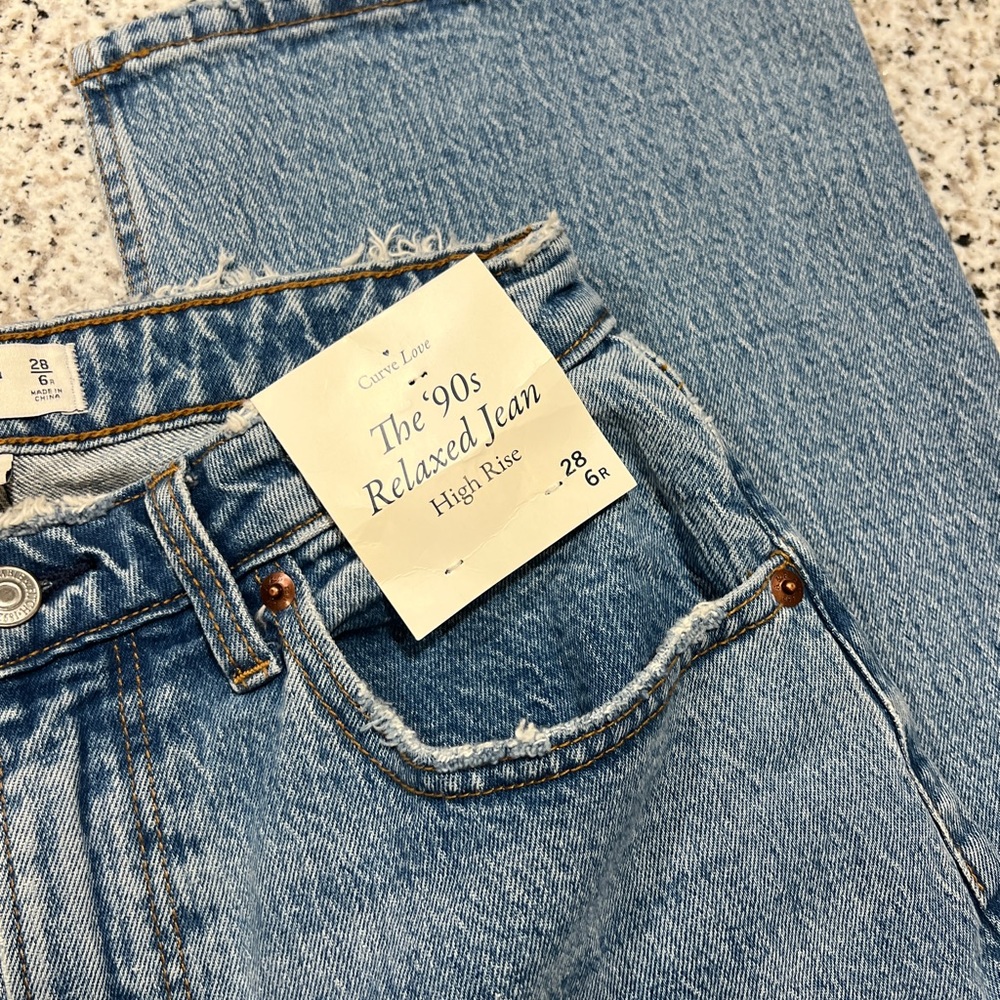 Curve Love
The ‘90s
Relaxed Jean
High Rise
28
6R
28
6R
MADE IN
CHINA